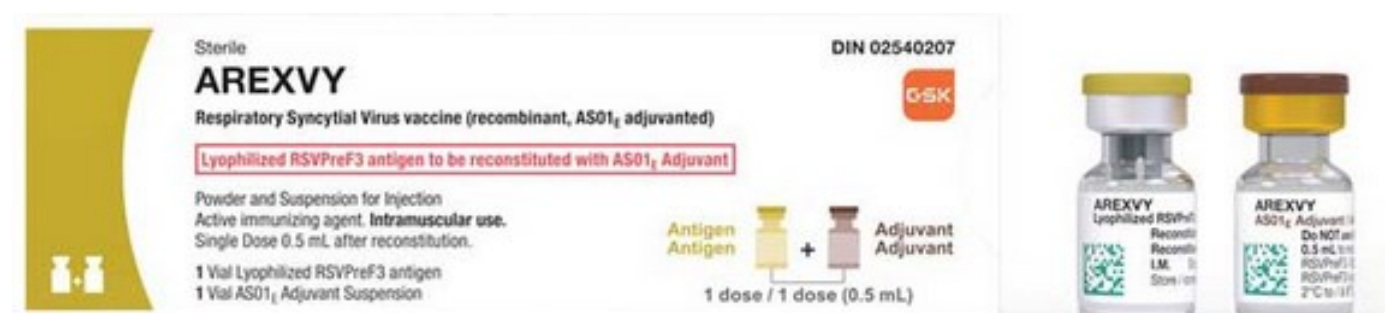 Sterile
DIN 02540207
AREXVY
GSK
Respiratory Syncytial Virus vaccine (recombinant, AS01E adjuvanted)
Lyophilized RSVPreF3 antigen to be reconstituted with AS01E Adjuvant
Powder and Suspension for Injection
Active immunizing agent. Intramuscular use.
Single Dose 0.5 mL after reconstitution.
1 Vial Lyophilized RSVPreF3 antigen
1 Vial AS01E Adjuvant Suspension
Antigen
Antigen
+
Adjuvant
Adjuvant
1 dose / 1 dose (0.5 mL)
AREXVY
Lyophilized
I.M.
AREXVY
AS01E Adjuvant
Do NOT
0.5 mL
2°C to